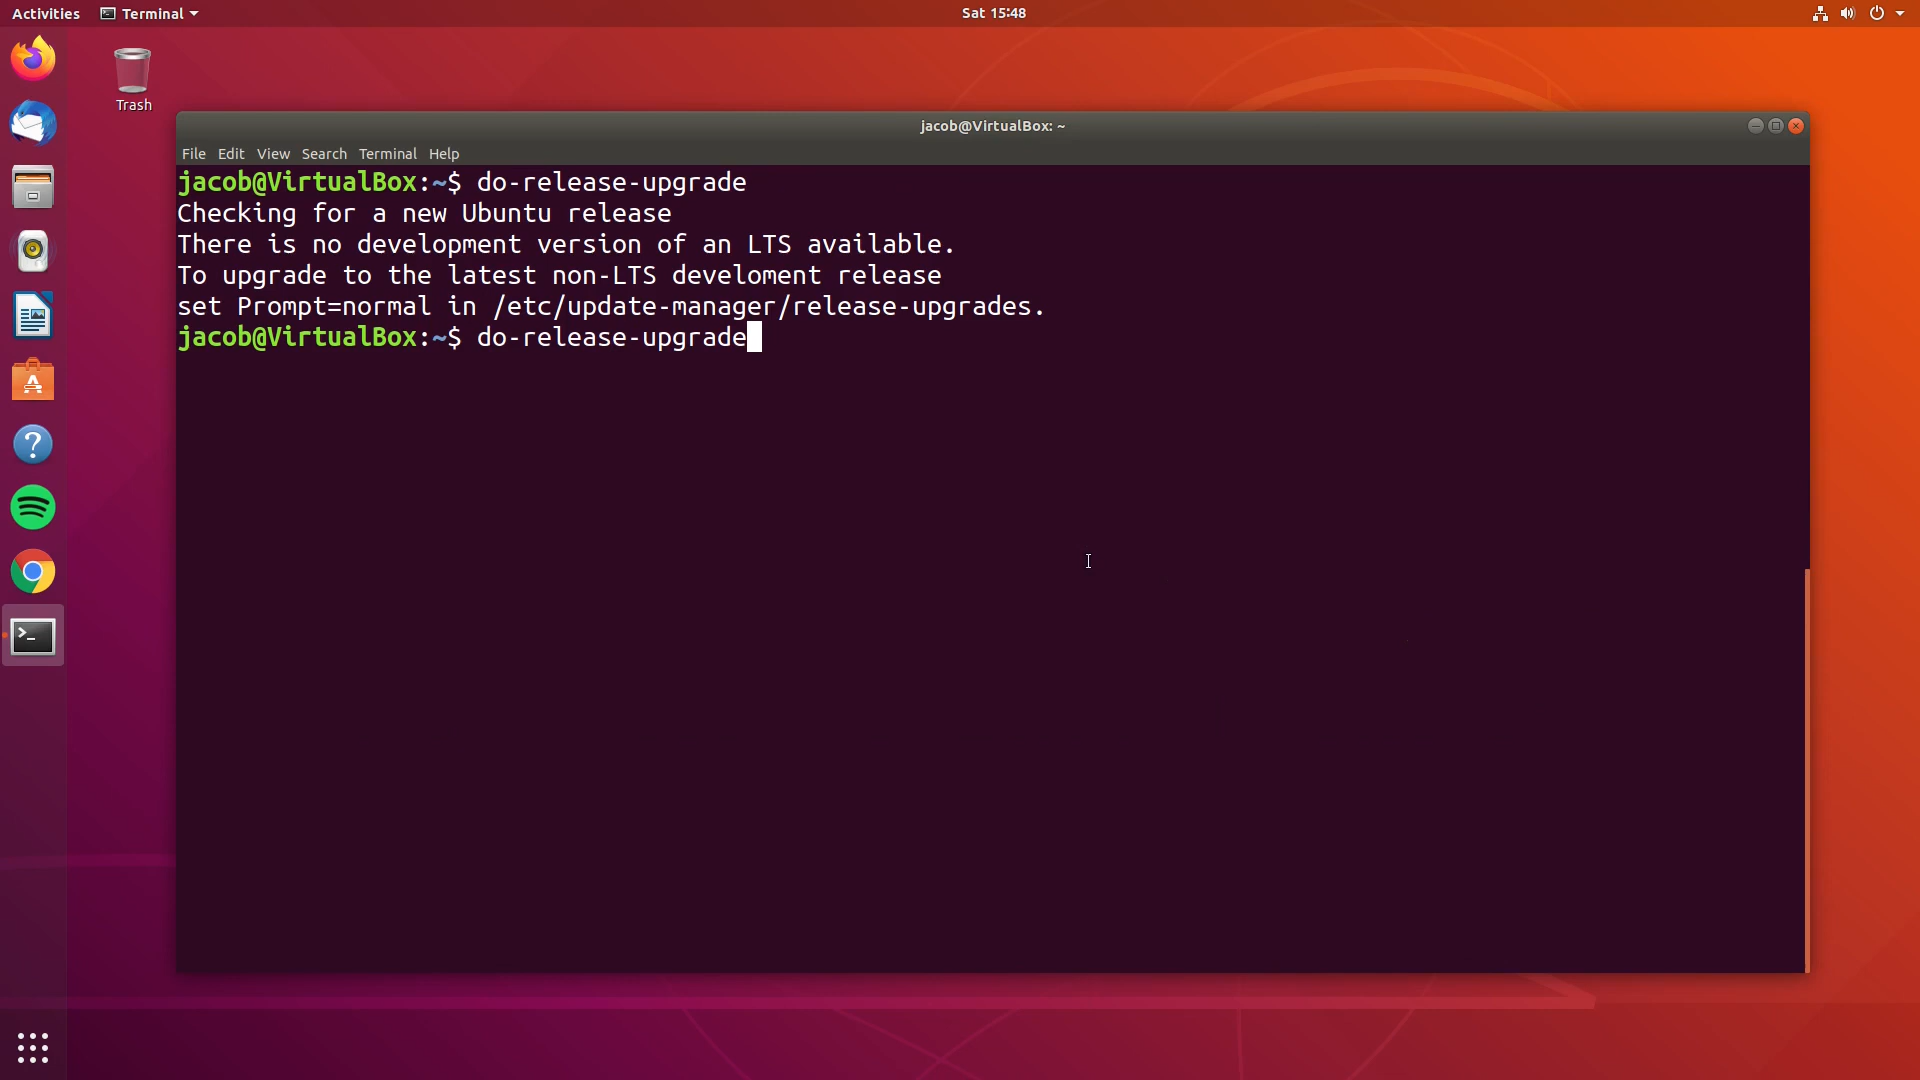 Activities Terminal Sat 15:48
Trash
jacob@VirtualBox: ~
File Edit View Search Terminal Help
jacob@VirtualBox:~$ do-release-upgrade
Checking for a new Ubuntu release
There is no development version of an LTS available.
To upgrade to the latest non-LTS develoment release
set Prompt=normal in /etc/update-manager/release-upgrades.
jacob@VirtualBox:~$ do-release-upgrade